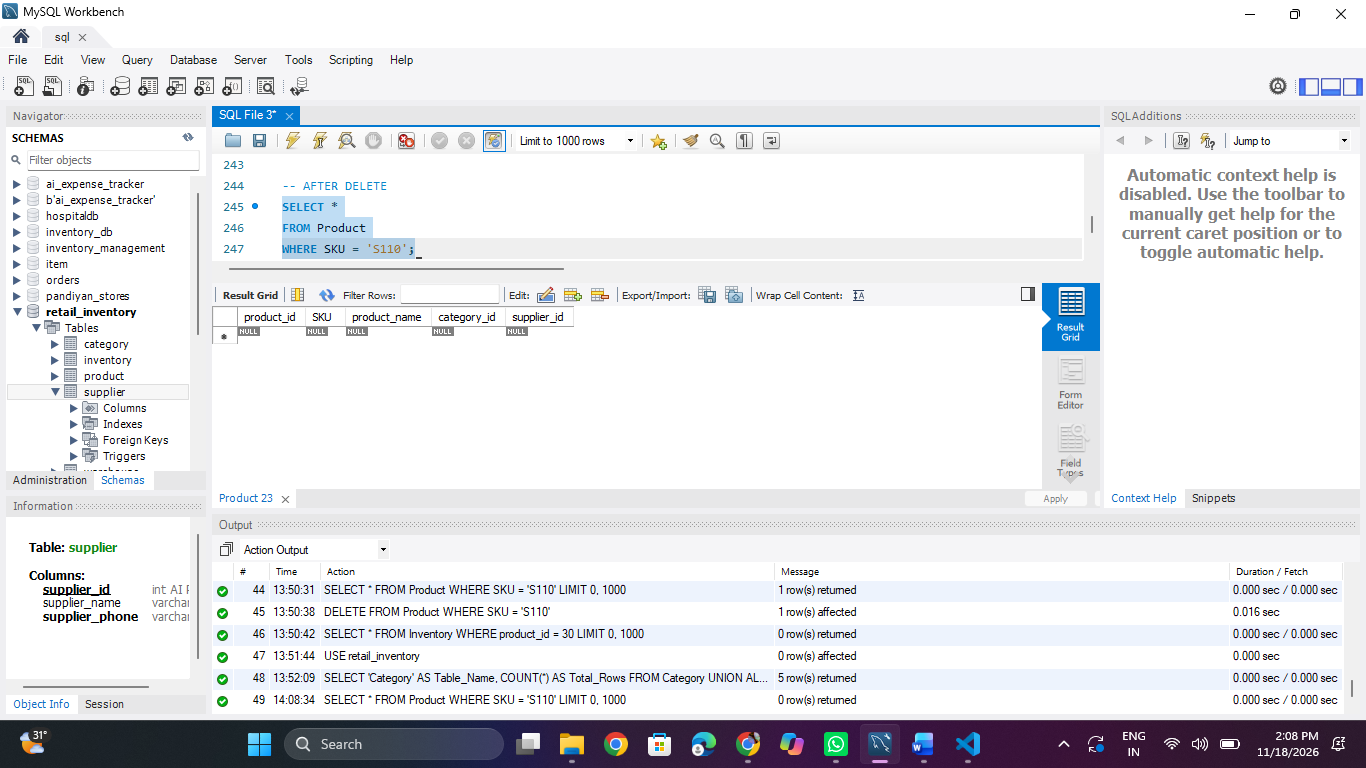 MySQL Workbench
sql
File Edit View Query Database Server Tools Scripting Help
Navigator
SCHEMAS
Filter objects
ai_expense_tracker
b'ai_expense_tracker'
hospitaldb
inventory_db
inventory_management
item
orders
pandiyan_stores
retail_inventory
Tables
category
inventory
product
supplier
Columns
Indexes
Foreign Keys
Triggers
Administration Schemas
Information
Table: supplier
Columns:
supplier_id int AI
supplier_name
supplier_phone
Object Info Session
SQL File 3*
Limit to 1000 rows
243
244 -- AFTER DELETE
245 SELECT *
246 FROM Product
247 WHERE SKU = 'S110';
Result Grid Filter Rows: Edit: Export/Import: Wrap Cell Content:
product_id SKU product_name category_id supplier_id
NULL NULL NULL NULL NULL
Result Grid
Form Editor
Field Types
Product 23 Apply
SQLAdditions
Jump to
Automatic context help is
disabled. Use the toolbar to
manually get help for the
current caret position or to
toggle automatic help.
Context Help Snippets
Output
Action Output
# Time Action Message Duration / Fetch
44 13:50:31 SELECT * FROM Product WHERE SKU = 'S110' LIMIT 0, 1000 1 row(s) returned 0.000 sec / 0.000 sec
45 13:50:38 DELETE FROM Product WHERE SKU = 'S110' 1 row(s) affected 0.016 sec
46 13:50:42 SELECT * FROM Inventory WHERE product_id = 30 LIMIT 0, 1000 0 row(s) returned 0.000 sec / 0.000 sec
47 13:51:44 USE retail_inventory 0 row(s) affected 0.000 sec
48 13:52:09 SELECT 'Category' AS Table_Name, COUNT(*) AS Total_Rows FROM Category UNION AL... 5 row(s) returned 0.000 sec / 0.000 sec
49 14:08:34 SELECT * FROM Product WHERE SKU = 'S110' LIMIT 0, 1000 0 row(s) returned 0.000 sec / 0.000 sec
31°
Search
ENG
IN
2:08 PM
11/18/2026